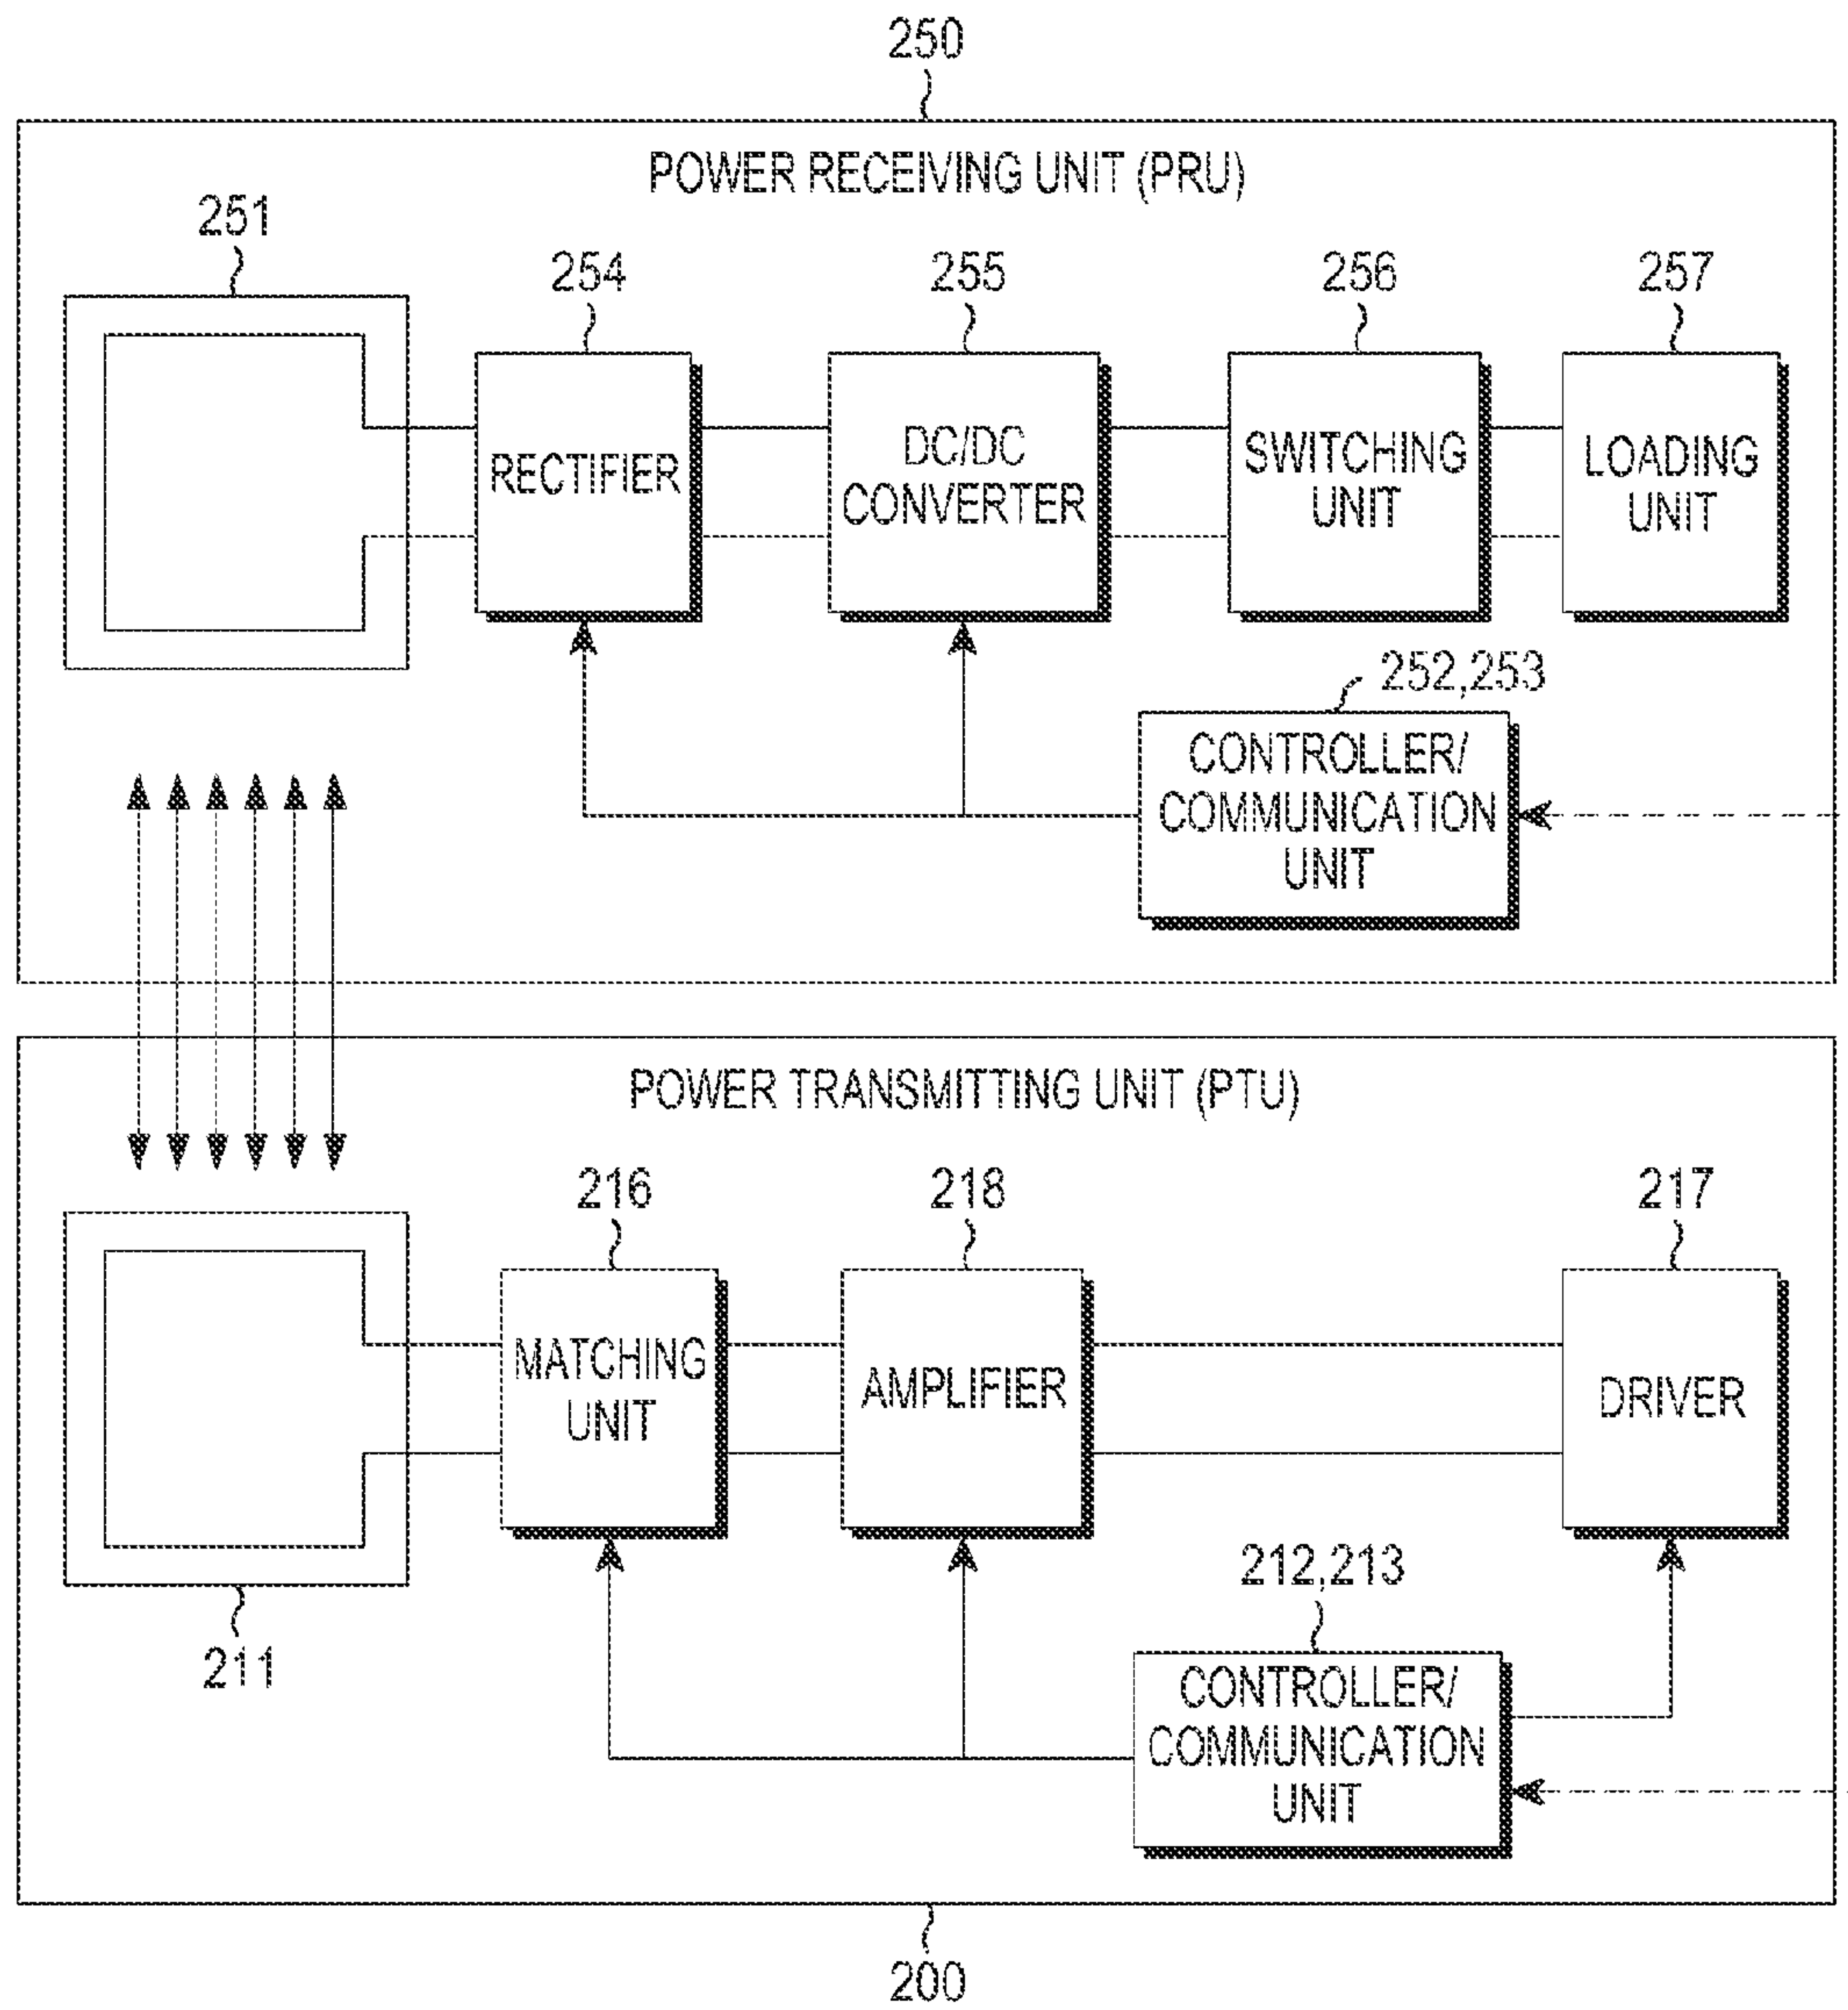 250
POWER RECEIVING UNIT (PRU)
251
254
255
256
257
RECTIFIER
DC/DC
CONVERTER
SWITCHING
UNIT
LOADING
UNIT
252,253
CONTROLLER/
COMMUNICATION
UNIT
POWER TRANSMITTING UNIT (PTU)
216
218
217
MATCHING
UNIT
AMPLIFIER
DRIVER
211
212,213
CONTROLLER/
COMMUNICATION
UNIT
200